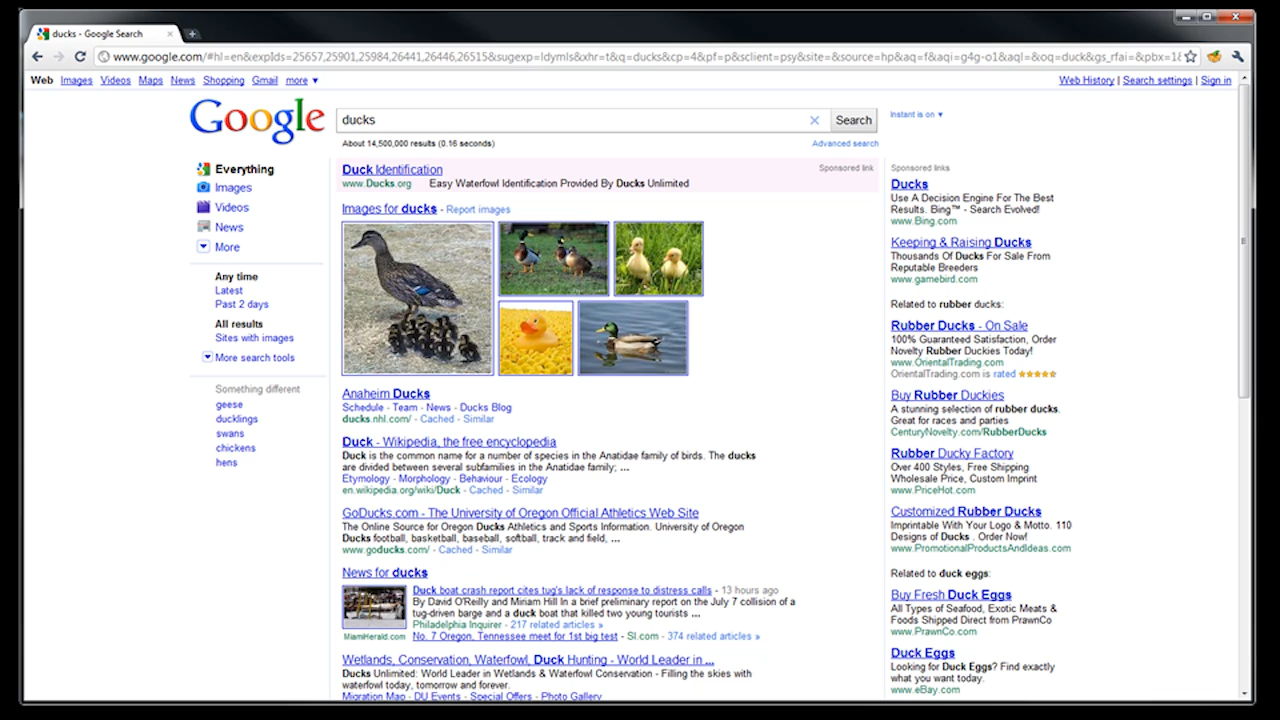 ducks - Google Search
www.google.com/#hl=en&expIds=25657,25901,25984,26441,26446,26515&sugexp=ldymls&xhr=t&q=ducks&cp=4&pf=p&sclient=psy&site=&source=hp&aq=f&aqi=g4g-o1&aql=&oq=duck&gs_rfai=&pbx=1&
Web Images Videos Maps News Shopping Gmail more ▼
Web History | Search settings | Sign in
Google
ducks
Search
Instant is on ▼
About 14,500,000 results (0.16 seconds)
Advanced search
Everything
Images
Videos
News
More
Any time
Latest
Past 2 days
All results
Sites with images
More search tools
Something different
geese
ducklings
swans
chickens
hens
Duck Identification
Sponsored link
www.Ducks.org Easy Waterfowl Identification Provided By Ducks Unlimited
Images for ducks - Report images
Anaheim Ducks
Schedule - Team - News - Ducks Blog
ducks.nhl.com/ - Cached - Similar
Duck - Wikipedia, the free encyclopedia
Duck is the common name for a number of species in the Anatidae family of birds. The ducks
are divided between several subfamilies in the Anatidae family; ...
Etymology - Morphology - Behaviour - Ecology
en.wikipedia.org/wiki/Duck - Cached - Similar
GoDucks.com - The University of Oregon Official Athletics Web Site
The Online Source for Oregon Ducks Athletics and Sports Information. University of Oregon
Ducks football, basketball, baseball, softball, track and field, ...
www.goducks.com/ - Cached - Similar
News for ducks
Duck boat crash report cites tug's lack of response to distress calls - 13 hours ago
By David O'Reilly and Miriam Hill In a brief preliminary report on the July 7 collision of
a tug-driven barge and a duck boat that killed two young tourists ...
Philadelphia Inquirer - 217 related articles »
MiamiHerald.com
No. 7 Oregon, Tennessee meet for 1st big test - SI.com - 374 related articles »
Wetlands, Conservation, Waterfowl, Duck Hunting - World Leader in ...
Ducks Unlimited: World Leader in Wetlands & Waterfowl Conservation - Filling the skies with
waterfowl today, tomorrow and forever.
Migration Map - DU Events - Special Offers - Photo Gallery
Sponsored links
Ducks
Use A Decision Engine For The Best
Results. Bing™ - Search Evolved!
www.Bing.com
Keeping & Raising Ducks
Thousands Of Ducks For Sale From
Reputable Breeders
www.gamebird.com
Related to rubber ducks:
Rubber Ducks - On Sale
100% Guaranteed Satisfaction, Order
Novelty Rubber Duckies Today!
www.OrientalTrading.com
OrientalTrading.com is rated ★★★★★
Buy Rubber Duckies
A stunning selection of rubber ducks.
Great for races and parties
CenturyNovelty.com/RubberDucks
Rubber Ducky Factory
Over 400 Styles, Free Shipping
Wholesale Price, Custom Imprint
www.PriceHot.com
Customized Rubber Ducks
Imprintable With Your Logo & Motto. 110
Designs of Ducks . Order Now!
www.PromotionalProductsAndIdeas.com
Related to duck eggs:
Buy Fresh Duck Eggs
All Types of Seafood, Exotic Meats &
Foods Shipped Direct from PrawnCo
www.PrawnCo.com
Duck Eggs
Looking for Duck Eggs? Find exactly
what you want today.
www.eBay.com